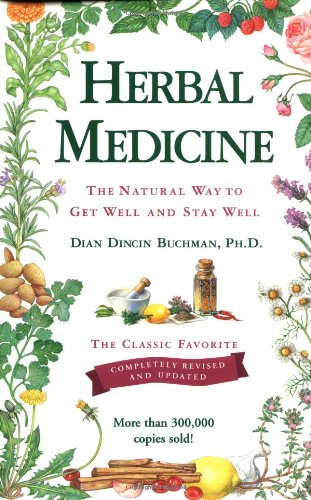 HERBAL
MEDICINE
THE NATURAL WAY TO
GET WELL AND STAY WELL
DIAN DINCIN BUCHMAN, PH.D.
THE CLASSIC FAVORITE
COMPLETELY REVISED
AND UPDATED
More than 300,000
copies sold!